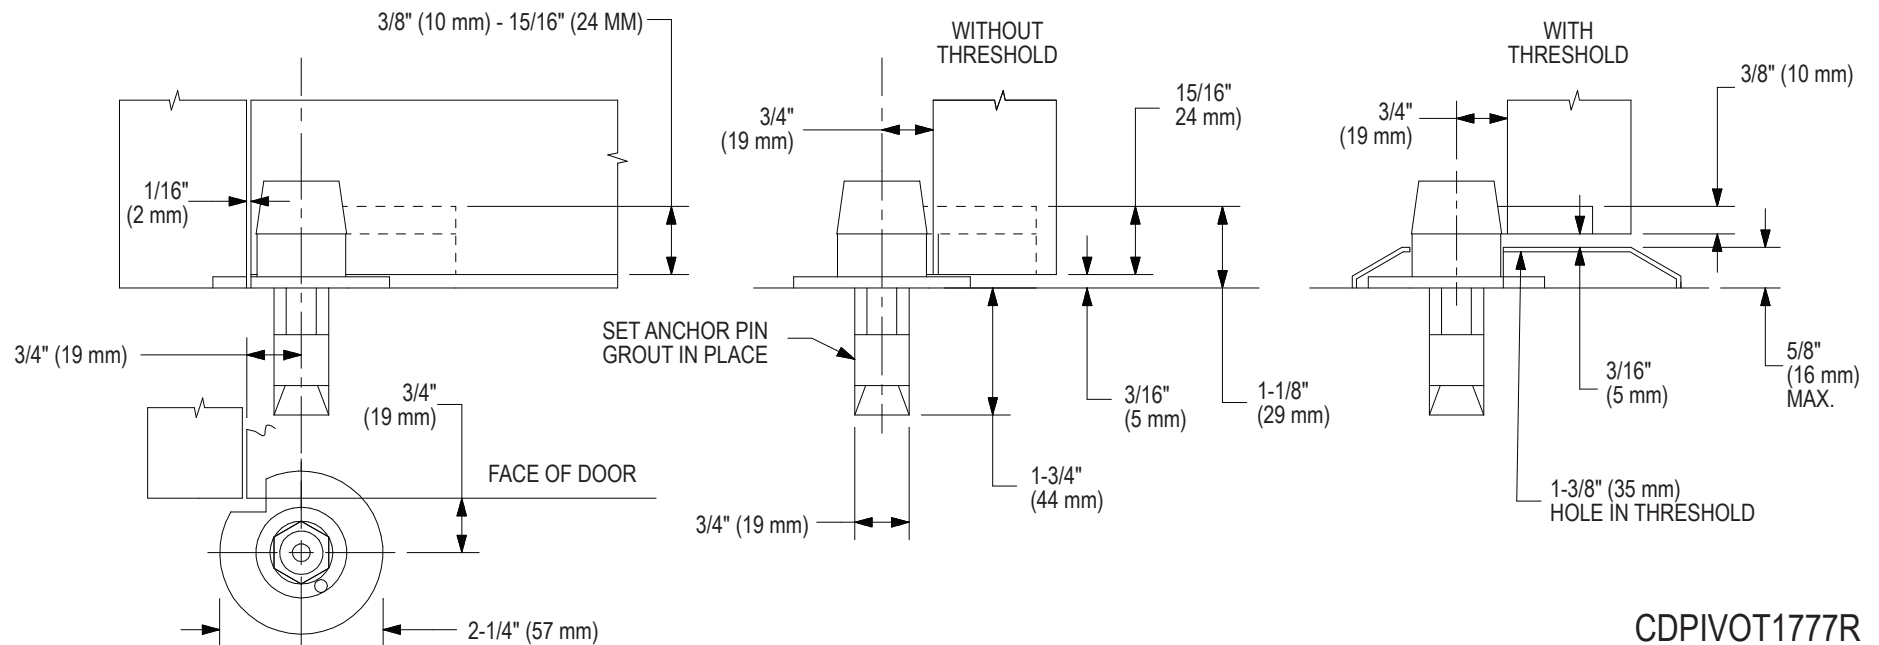 3/8" (10 mm) - 15/16" (24 MM)
1/16"
(2 mm)
3/4" (19 mm)
3/4"
(19 mm)
FACE OF DOOR
2-1/4" (57 mm)
WITHOUT
THRESHOLD
3/4"
(19 mm)
15/16"
24 mm)
SET ANCHOR PIN
GROUT IN PLACE
3/16"
(5 mm)
1-1/8"
(29 mm)
1-3/4"
(44 mm)
3/4" (19 mm)
WITH
THRESHOLD
3/8" (10 mm)
3/4"
(19 mm)
5/8"
(16 mm)
MAX.
3/16"
(5 mm)
1-3/8" (35 mm)
HOLE IN THRESHOLD
CDPIVOT1777R